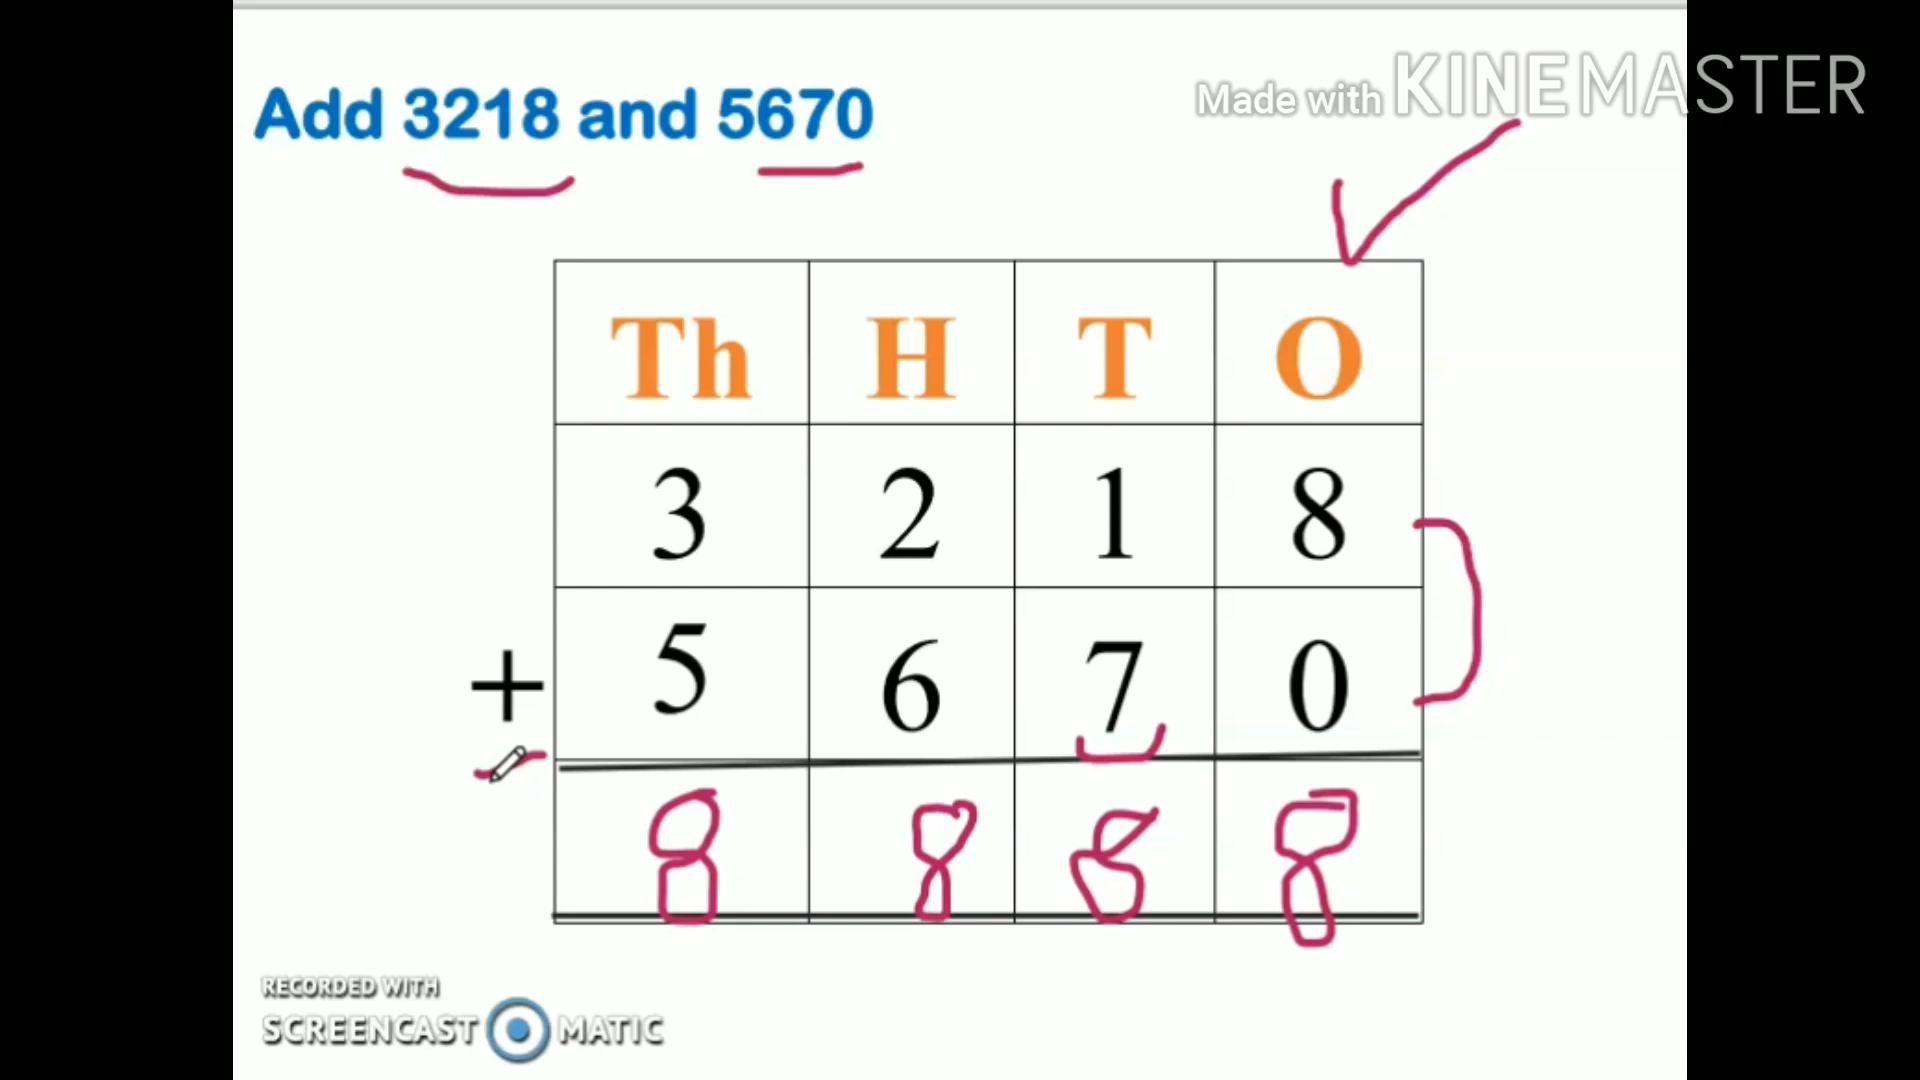 Made with KINEMASTER
Add 3218 and 5670
Th H T O
3 2 1 8
+ 5 6 7 0
8 8 8 8
RECORDED WITH
SCREENCAST MATIC